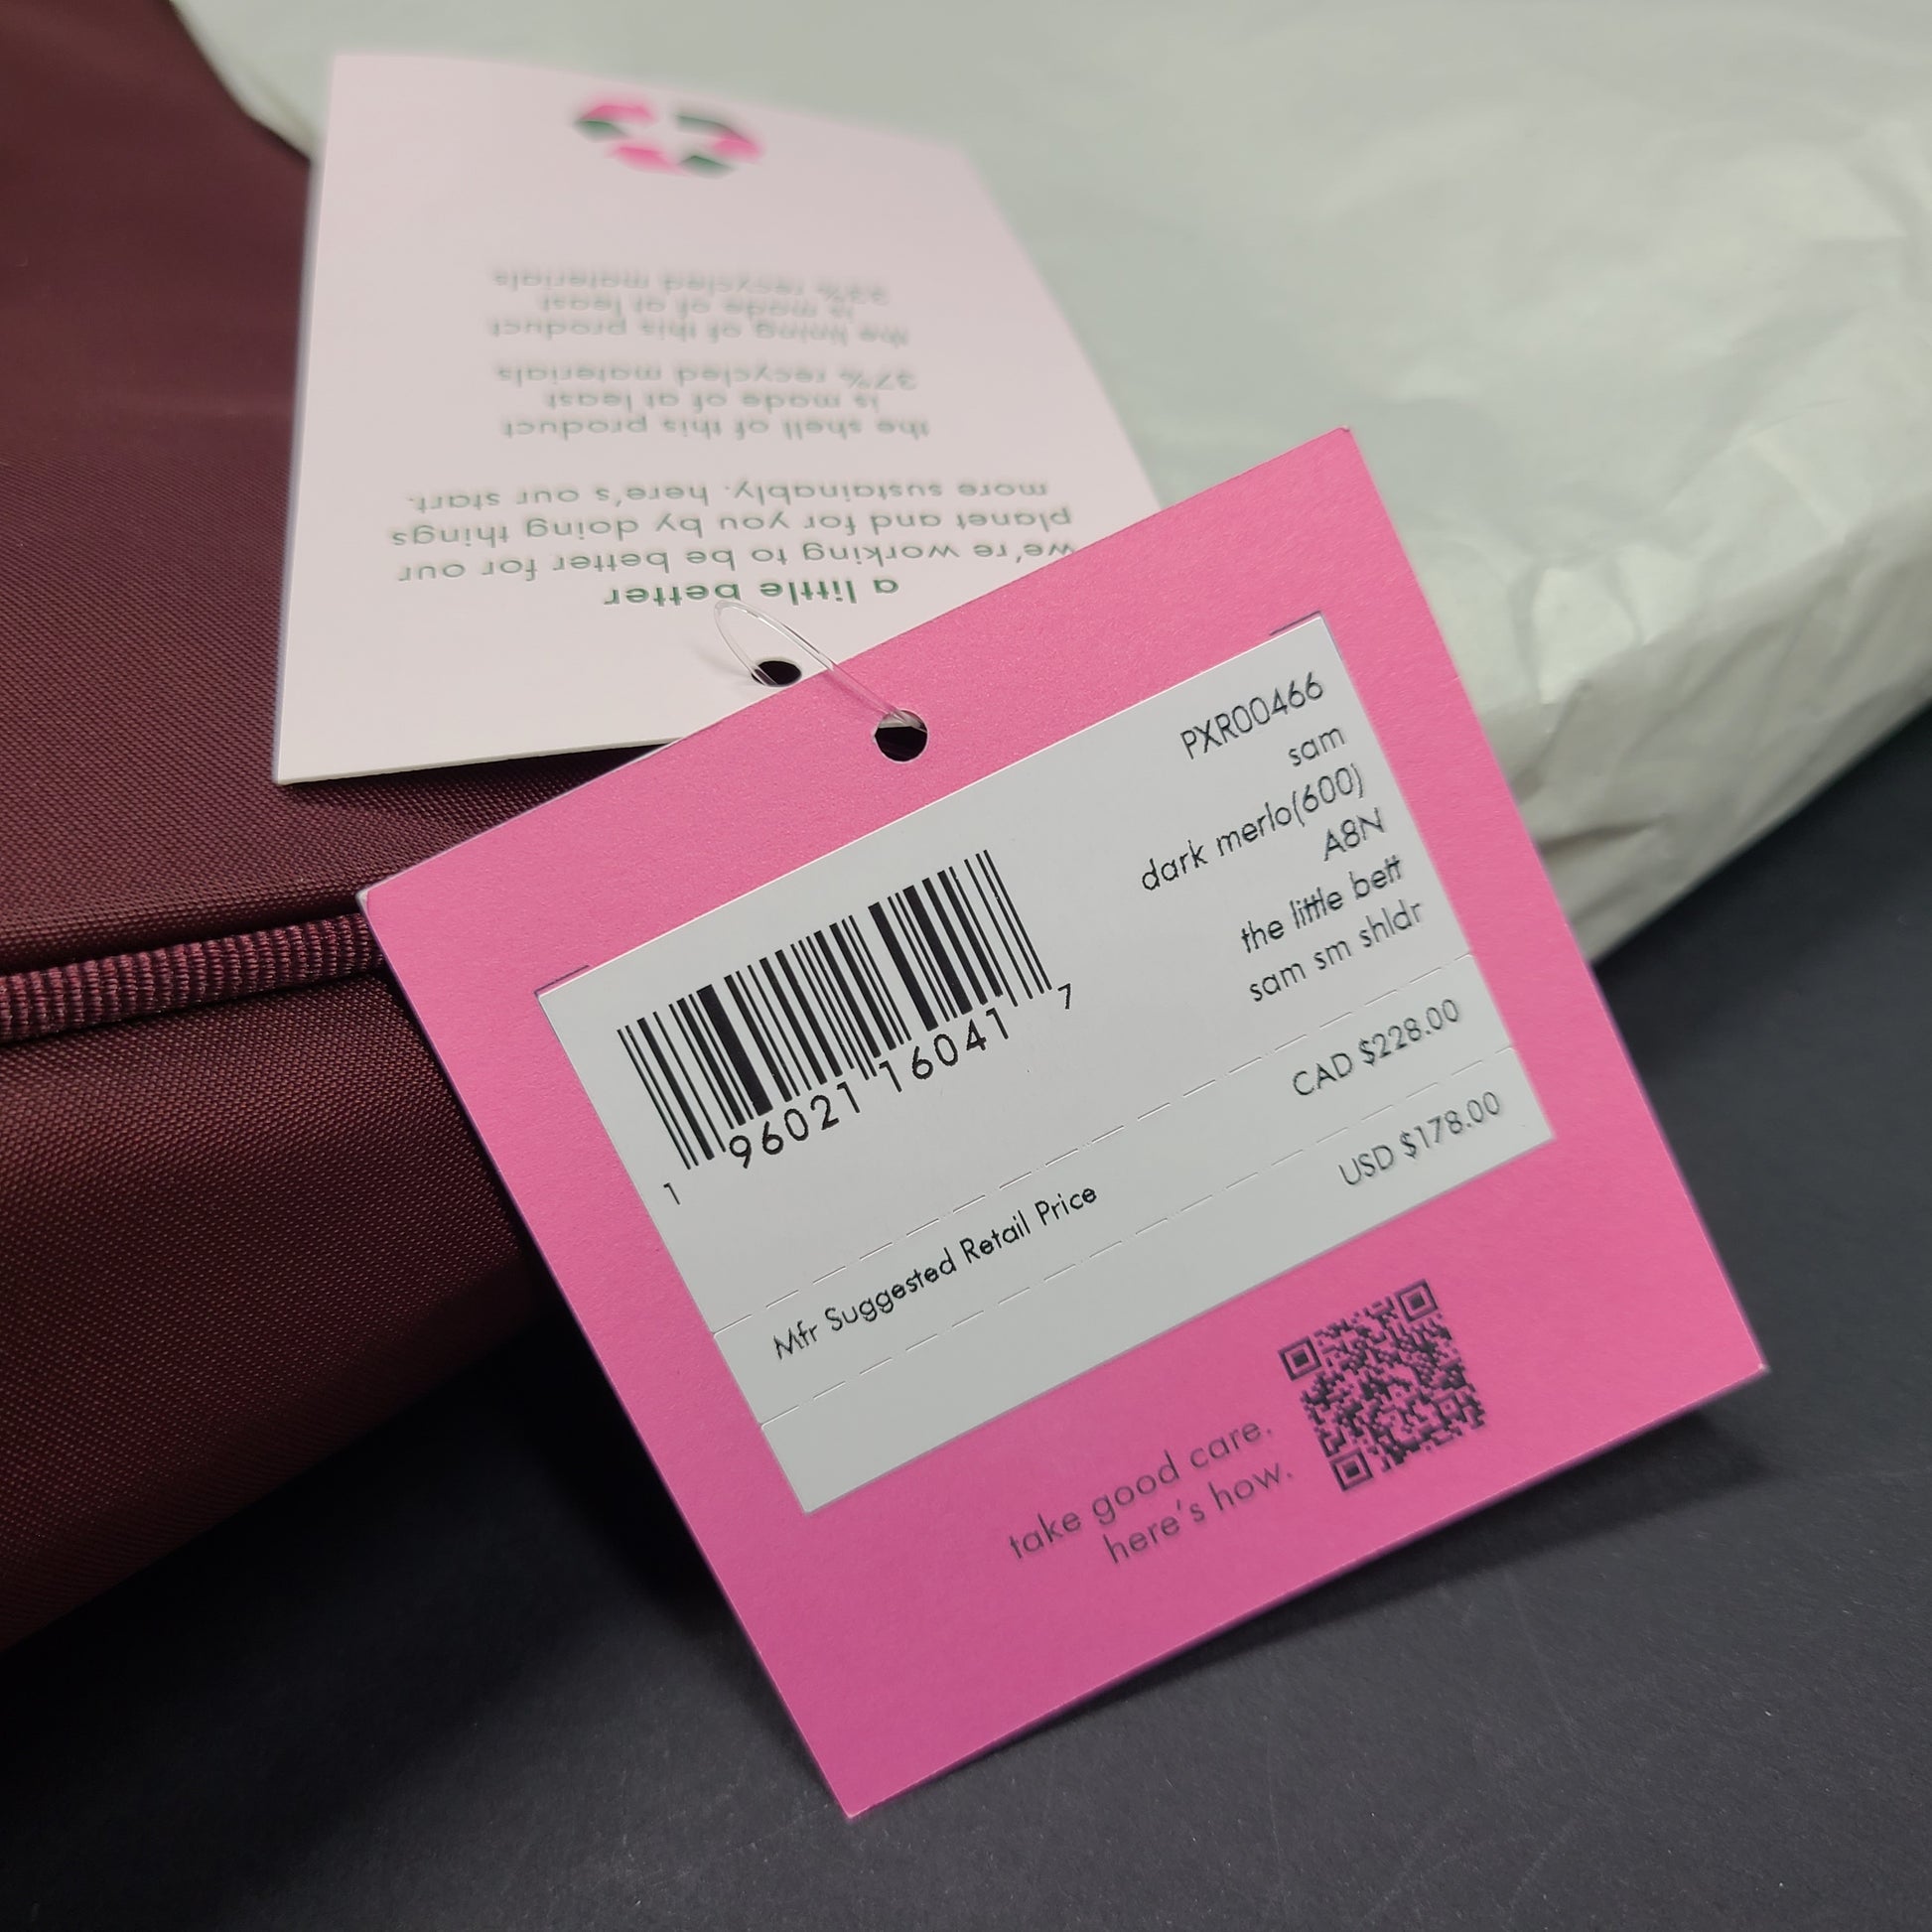 a little better
we're working to be better for our
planet and for you by doing things
more sustainably. here's our start.
the shell of this product
is made of at least
37% recycled materials
the lining of this product
is made of at least
recycled materials
PXR00466
sam
dark merlo(600)
A8N
the little bett
sam sm shldr
1 96021 16041 7
CAD $228.00
Mfr Suggested Retail Price
USD $178.00
take good care.
here's how.